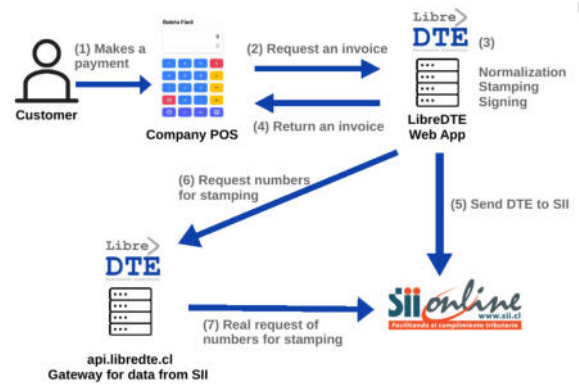 Boleta Fácil
Libre
DTE
(3)
(1) Makes a
payment
(2) Request an invoice
Normalization
Stamping
Signing
Customer
Company POS
(4) Return an invoice
LibreDTE
Web App
(6) Request numbers
for stamping
(5) Send DTE to SII
Libre
DTE
Sii online
www.sii.cl
Facilitando el cumplimiento tributario
(7) Real request of
numbers for stamping
api.libredte.cl
Gateway for data from SII